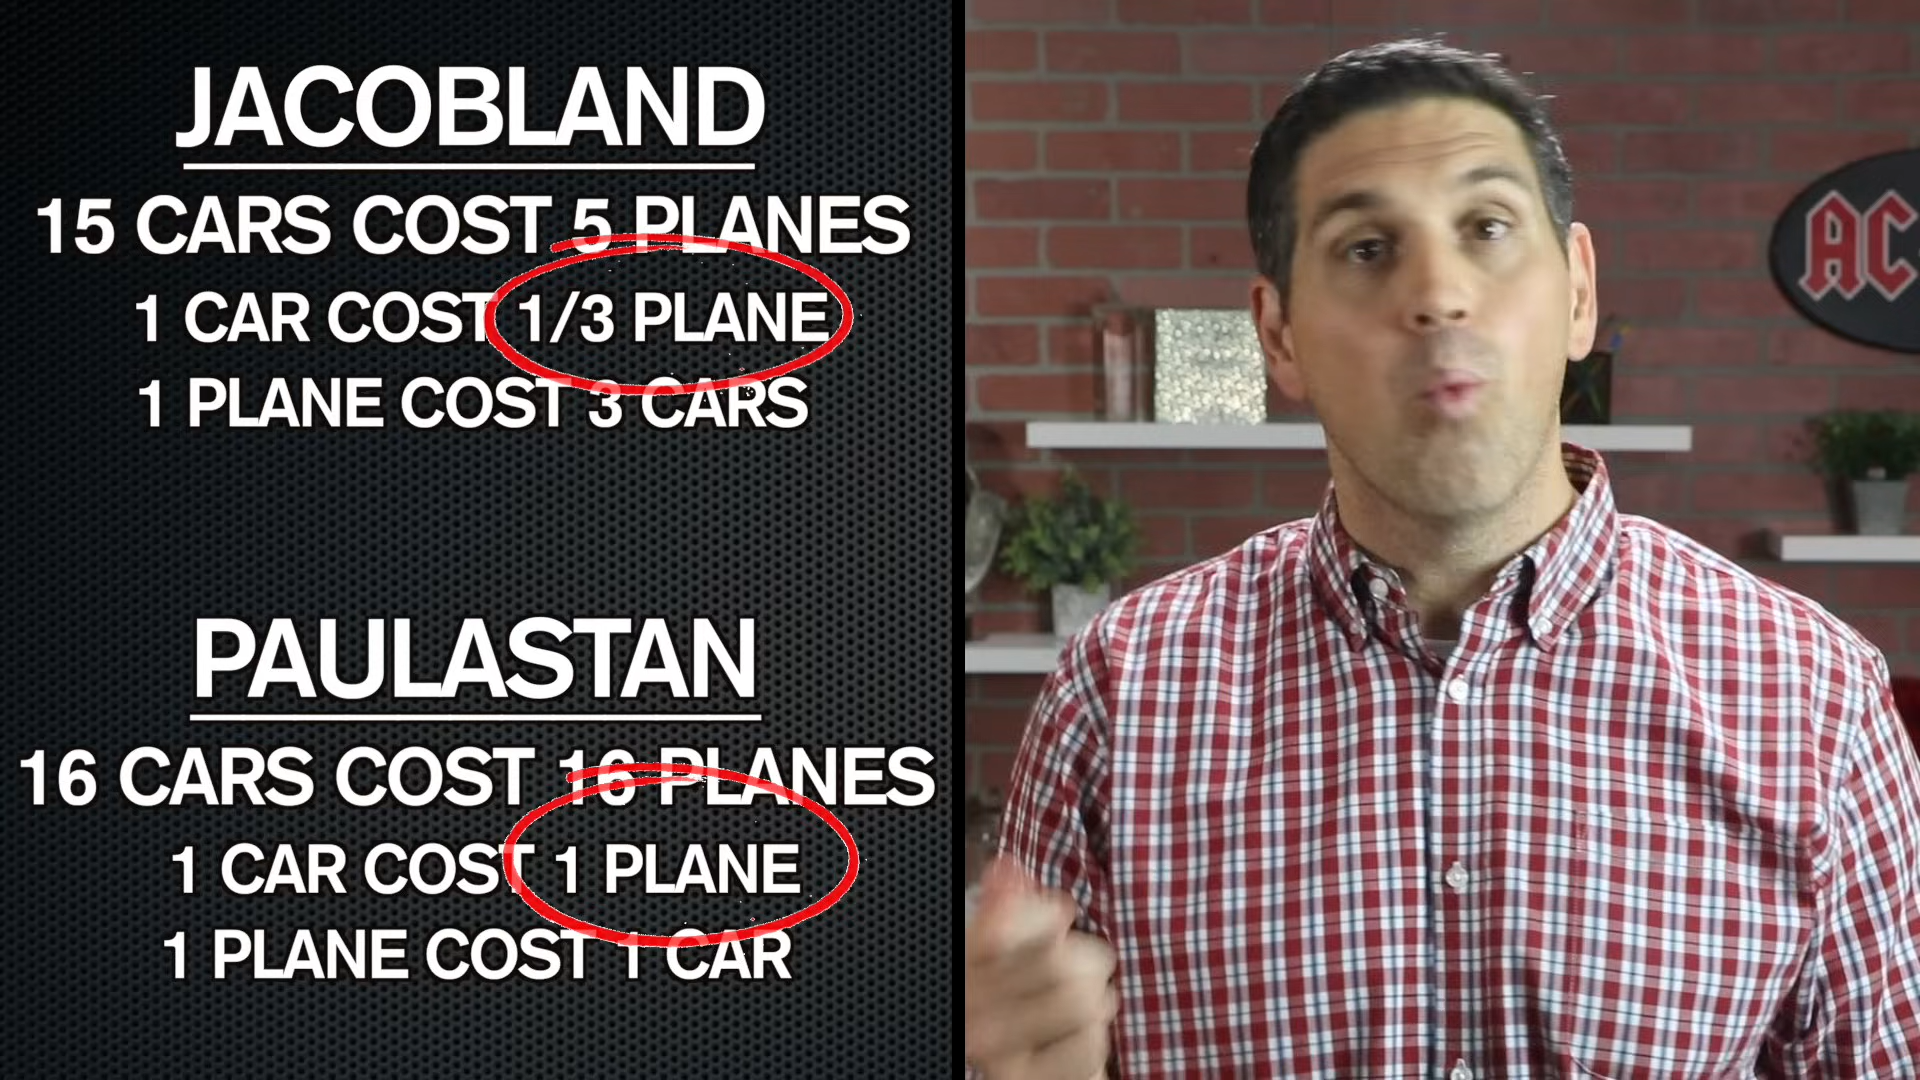 JACOBLAND
15 CARS COST 5 PLANES
1 CAR COST 1/3 PLANE
1 PLANE COST 3 CARS
PAULASTAN
16 CARS COST 16 PLANES
1 CAR COST 1 PLANE
1 PLANE COST 1 CAR
AC